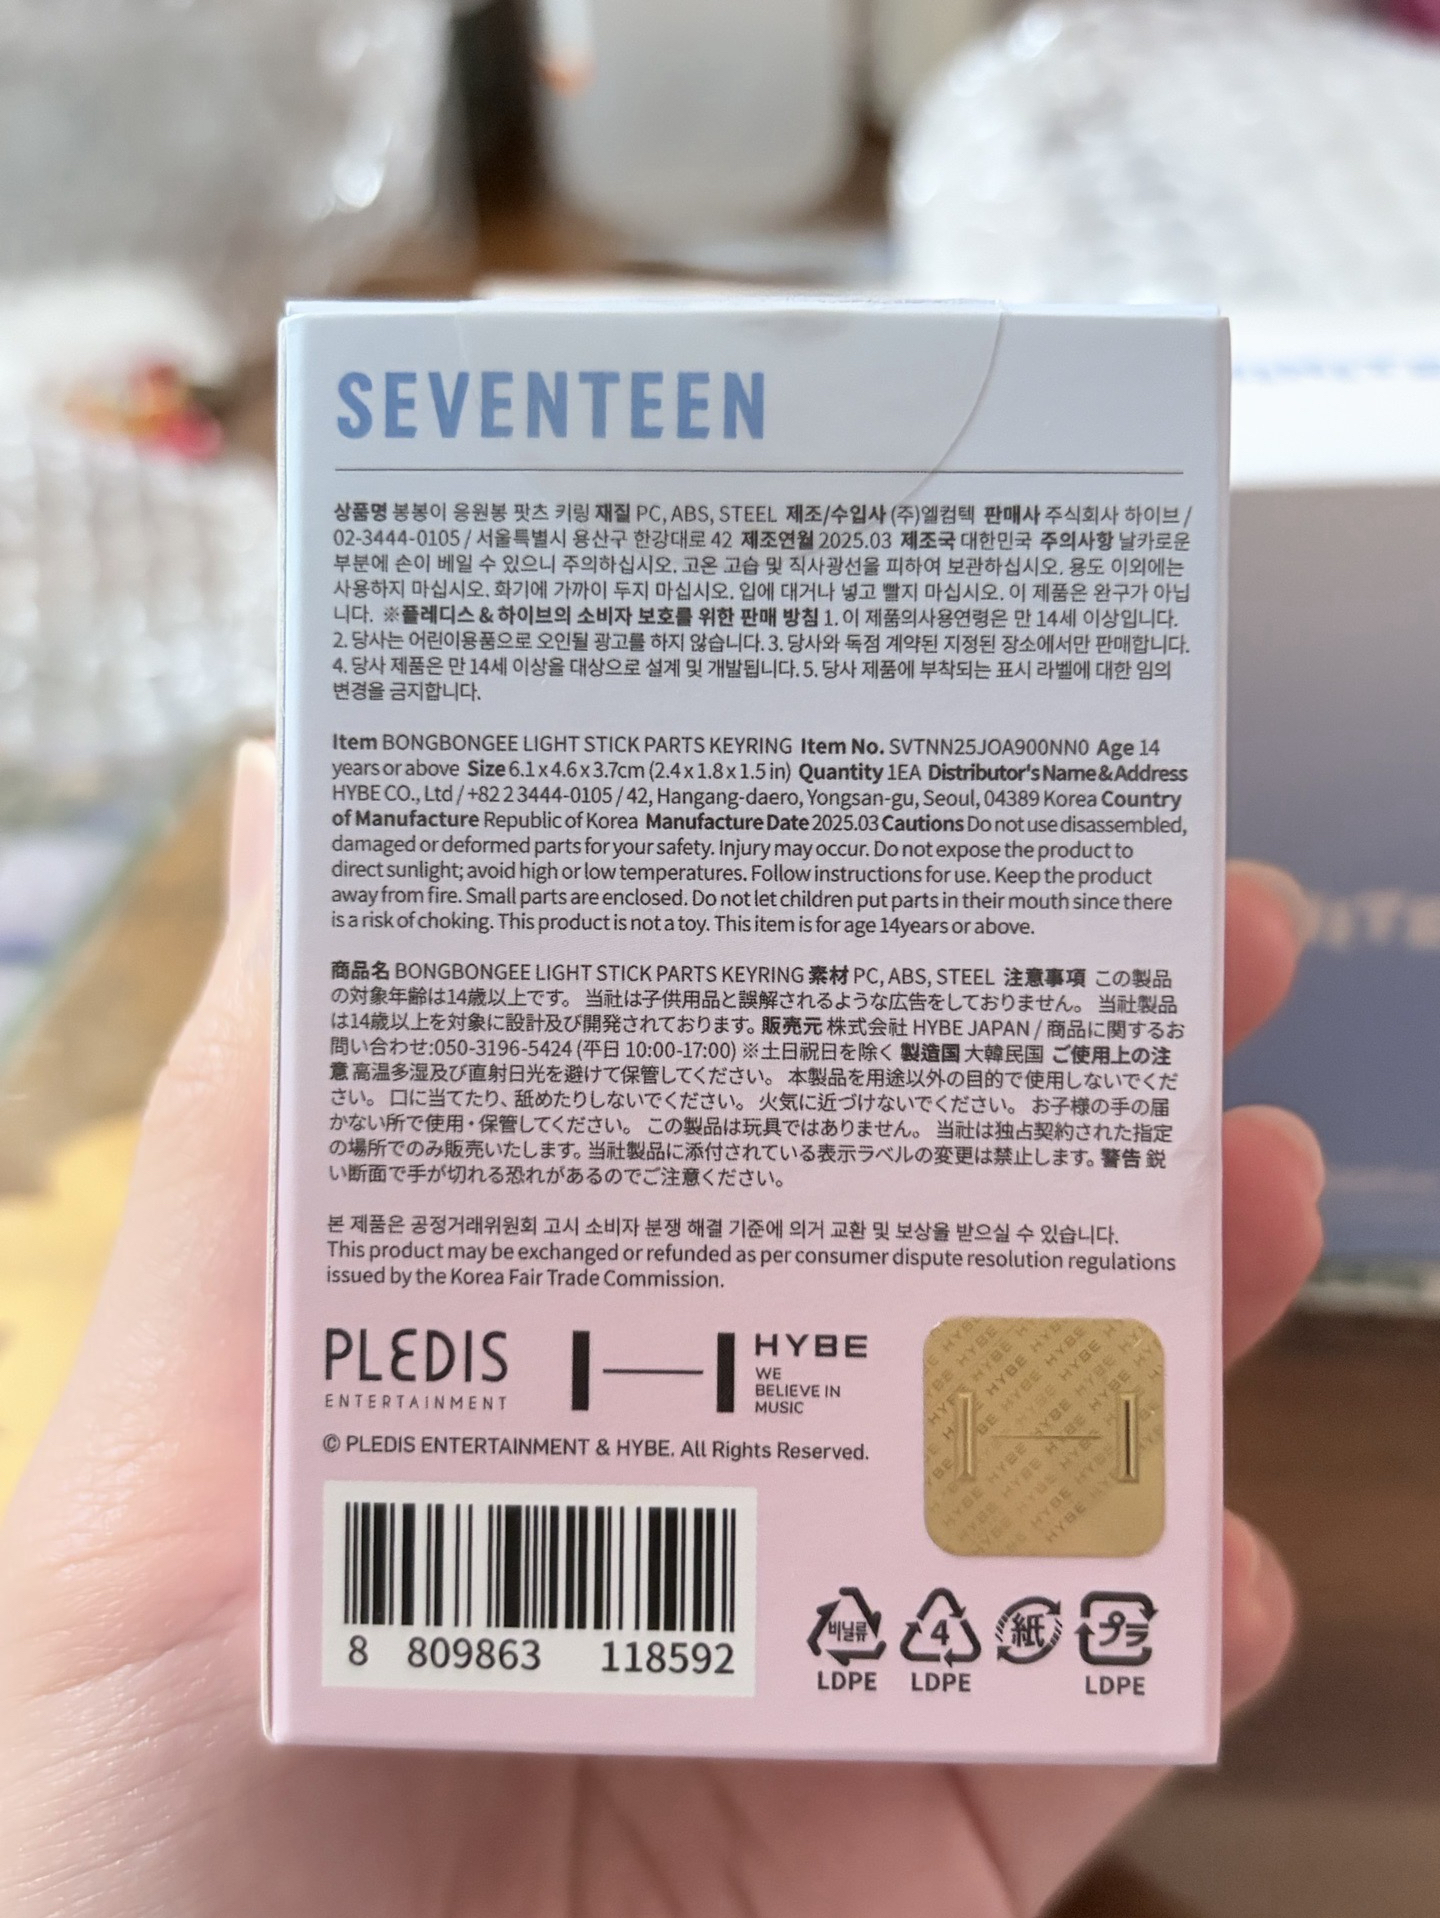 SEVENTEEN
상품명 봉봉이 응원봉 팟츠 키링 재질 PC, ABS, STEEL 제조/수입사 (주)엘컴텍 판매사 주식회사 하이브 /
02-3444-0105 / 서울특별시 용산구 한강대로 42 제조연월 2025.03 제조국 대한민국 주의사항 날카로운
부분에 손이 베일 수 있으니 주의하십시오. 고온 고습 및 직사광선을 피하여 보관하십시오. 용도 이외에는
사용하지 마십시오. 화기에 가까이 두지 마십시오. 입에 대거나 넣고 빨지 마십시오. 이 제품은 완구가 아닙
니다. ※플레디스 & 하이브의 소비자 보호를 위한 판매 방침 1. 이 제품의사용연령은 만 14세 이상입니다.
2. 당사는 어린이용품으로 오인될 광고를 하지 않습니다. 3. 당사와 독점 계약된 지정된 장소에서만 판매합니다.
4. 당사 제품은 만 14세 이상을 대상으로 설계 및 개발됩니다. 5. 당사 제품에 부착되는 표시 라벨에 대한 임의
변경을 금지합니다.
Item BONGBONGEE LIGHT STICK PARTS KEYRING Item No. SVTNN25JOA900NN0 Age 14
years or above Size 6.1 x 4.6 x 3.7cm (2.4 x 1.8 x 1.5 in) Quantity 1EA Distributor's Name & Address
HYBE CO., Ltd / +82 2 3444-0105 / 42, Hangang-daero, Yongsan-gu, Seoul, 04389 Korea Country
of Manufacture Republic of Korea Manufacture Date 2025.03 Cautions Do not use disassembled,
damaged or deformed parts for your safety. Injury may occur. Do not expose the product to
direct sunlight; avoid high or low temperatures. Follow instructions for use. Keep the product
away from fire. Small parts are enclosed. Do not let children put parts in their mouth since there
is a risk of choking. This product is not a toy. This item is for age 14years or above.
商品名 BONGBONGEE LIGHT STICK PARTS KEYRING 素材 PC, ABS, STEEL 注意事項 この製品
の対象年齢は14歳以上です。 当社は子供用品と誤解されるような広告をしておりません。 当社製品
は14歳以上を対象に設計及び開発されております。 販売元 株式会社 HYBE JAPAN / 商品に関するお
問い合わせ:050-3196-5424 (平日 10:00-17:00) ※土日祝日を除く 製造国 大韓民国 ご使用上の注
意 高温多湿及び直射日光を避けて保管してください。 本製品を用途以外の目的で使用しないでくだ
さい。 口に当てたり、舐めたりしないでください。 火気に近づけないでください。 お子様の手の届
かない所で使用・保管してください。 この製品は玩具ではありません。 当社は独占契約された指定
の場所でのみ販売いたします。当社製品に添付されている表示ラベルの変更は禁止します。 警告 鋭
い断面で手が切れる恐れがあるのでご注意ください。
본 제품은 공정거래위원회 고시 소비자 분쟁 해결 기준에 의거 교환 및 보상을 받으실 수 있습니다.
This product may be exchanged or refunded as per consumer dispute resolution regulations
issued by the Korea Fair Trade Commission.
PLEDIS
ENTERTAINMENT
HYBE
WE
BELIEVE IN
MUSIC
© PLEDIS ENTERTAINMENT & HYBE. All Rights Reserved.
8 809863 118592
비닐류
LDPE
4
LDPE
紙
プラ
LDPE